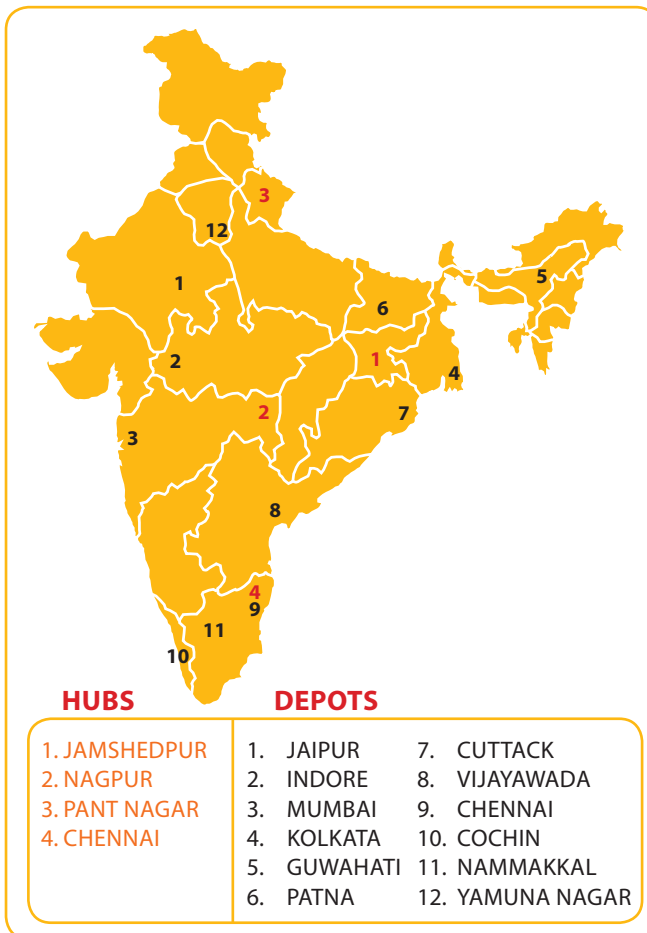 3
12
1
5
6
2
1
4
2
7
3
8
4
9
11
10
HUBS
DEPOTS
1. JAMSHEDPUR
2. NAGPUR
3. PANT NAGAR
4. CHENNAI
1. JAIPUR
2. INDORE
3. MUMBAI
4. KOLKATA
5. GUWAHATI
6. PATNA
7. CUTTACK
8. VIJAYAWADA
9. CHENNAI
10. COCHIN
11. NAMMAKKAL
12. YAMUNA NAGAR